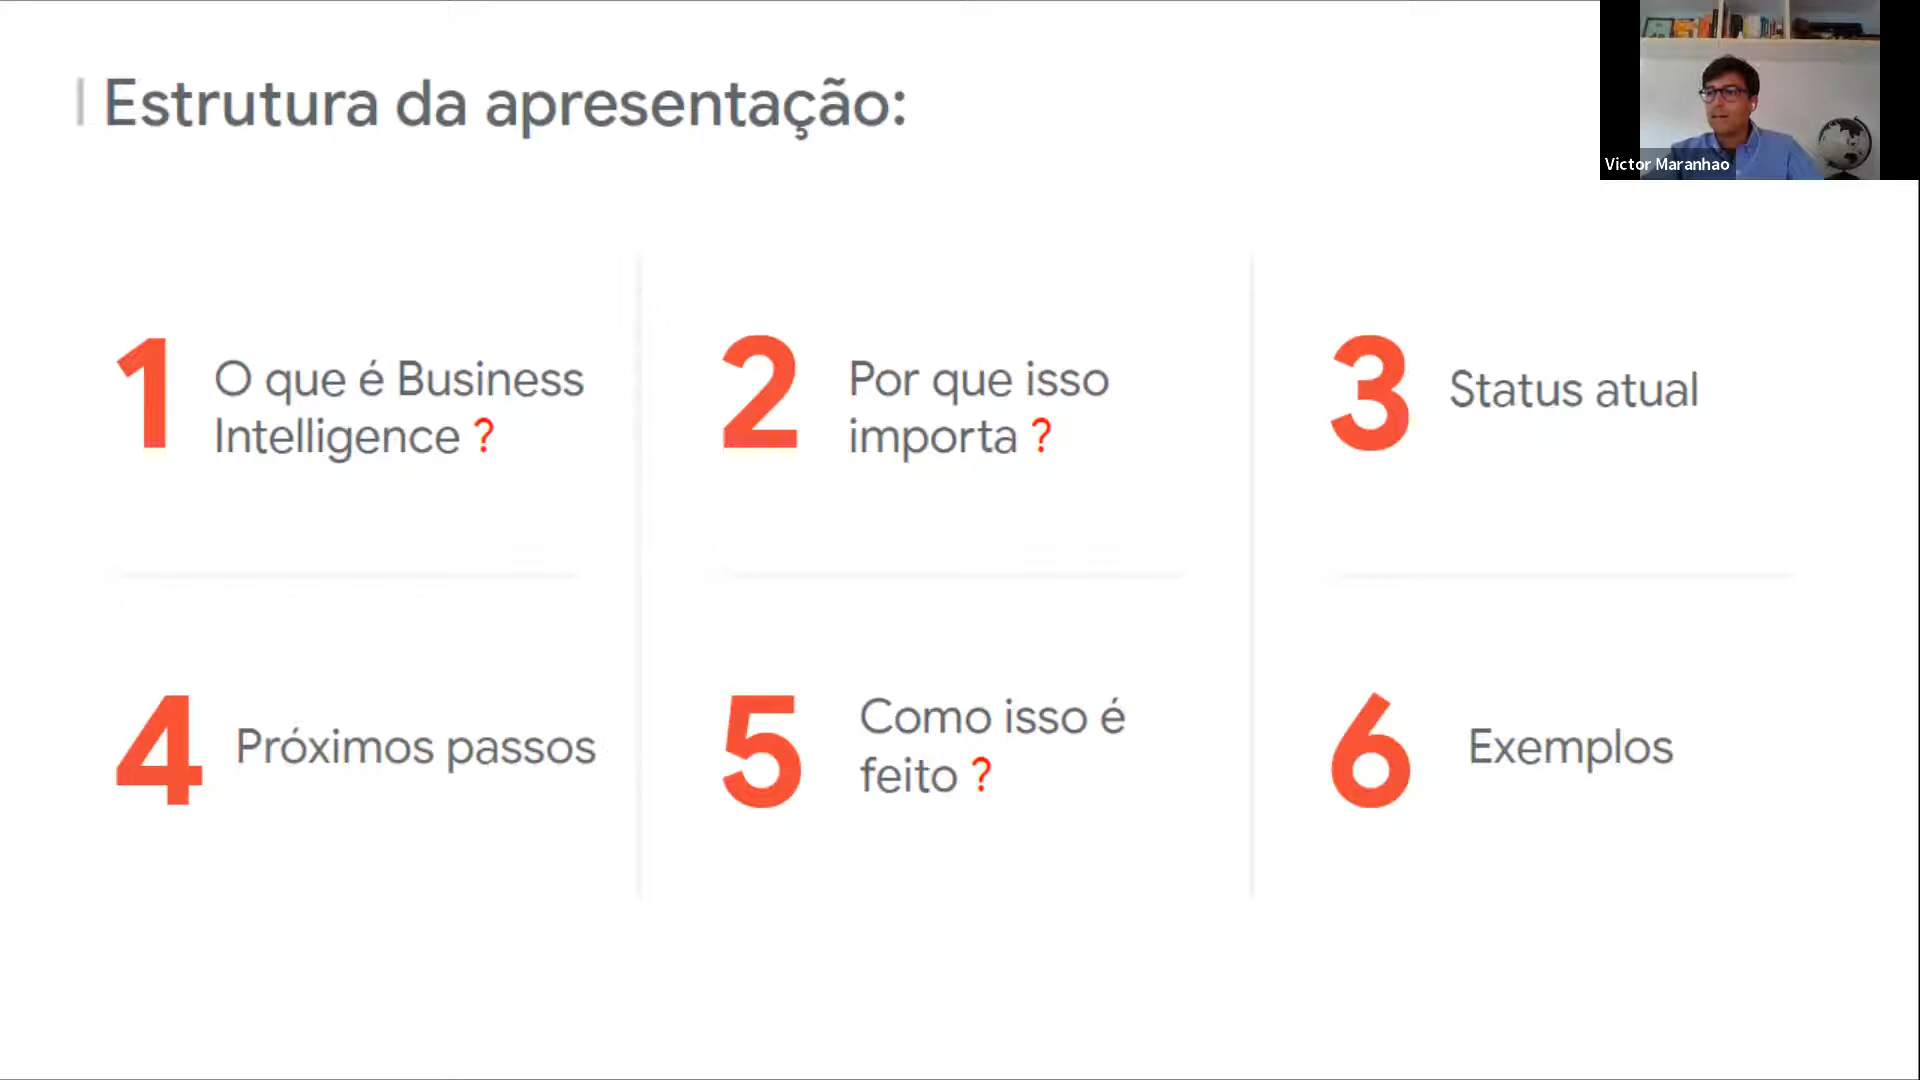 Estrutura da apresentação:
Victor Maranhao
1
O que é Business
Intelligence ?
2
Por que isso
importa ?
3
Status atual
4
Próximos passos
5
Como isso é
feito ?
6
Exemplos